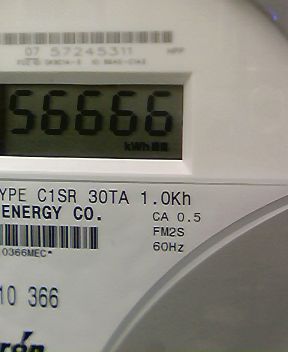 07 57245311
56666
kWh
YPE C1SR 30TA 1.0Kh
ENERGY CO.
CA 0.5
FM2S
60Hz
0366MEC*
10 366
rón